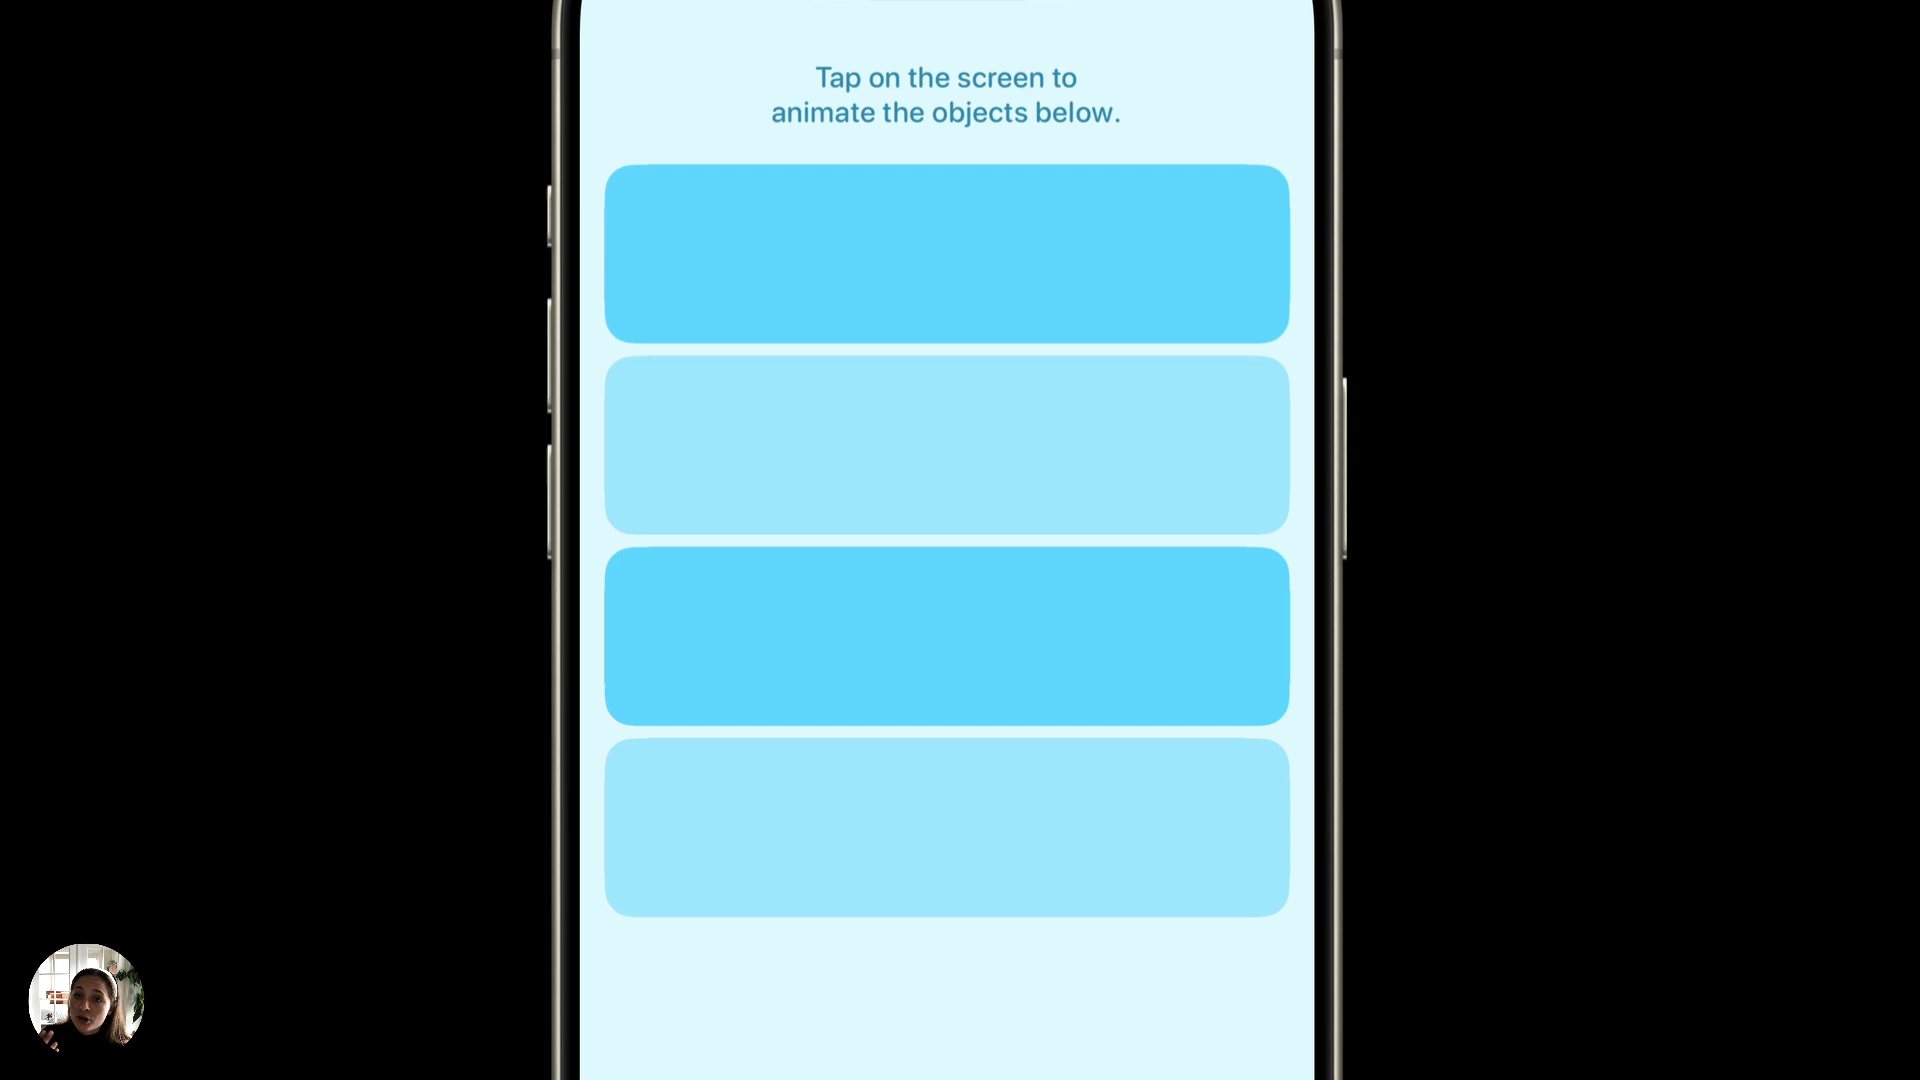 Tap on the screen to
animate the objects below.